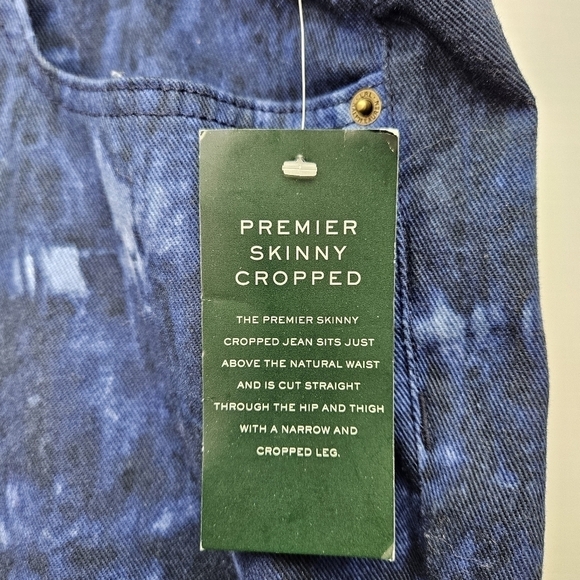 PREMIER
SKINNY
CROPPED
THE PREMIER SKINNY
CROPPED JEAN SITS JUST
ABOVE THE NATURAL WAIST
AND IS CUT STRAIGHT
THROUGH THE HIP AND THIGH
WITH A NARROW AND
CROPPED LEG.